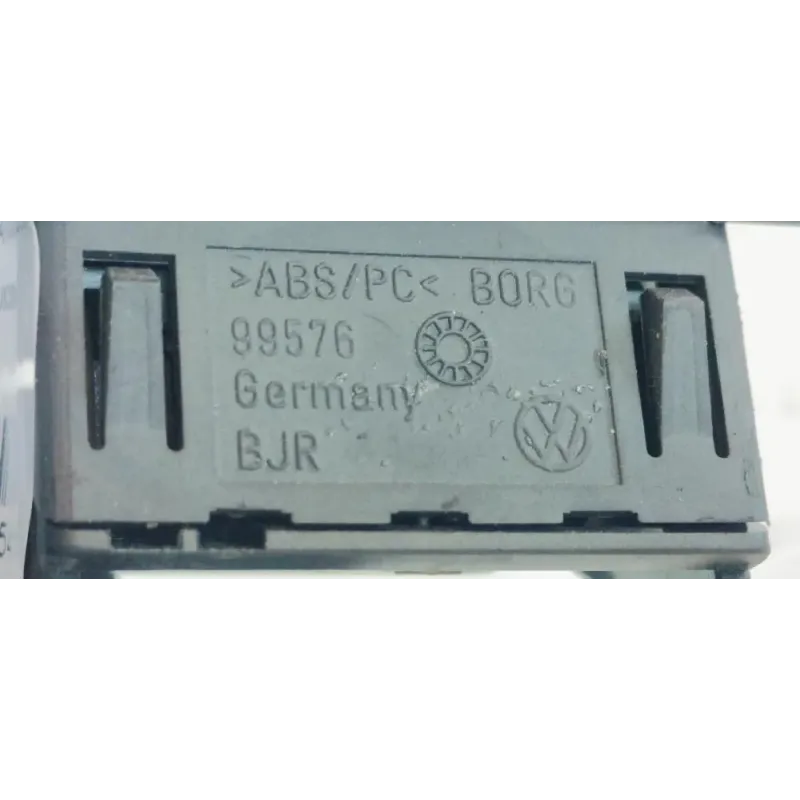 >ABS/PC< BORG
99576
Germany
BJR